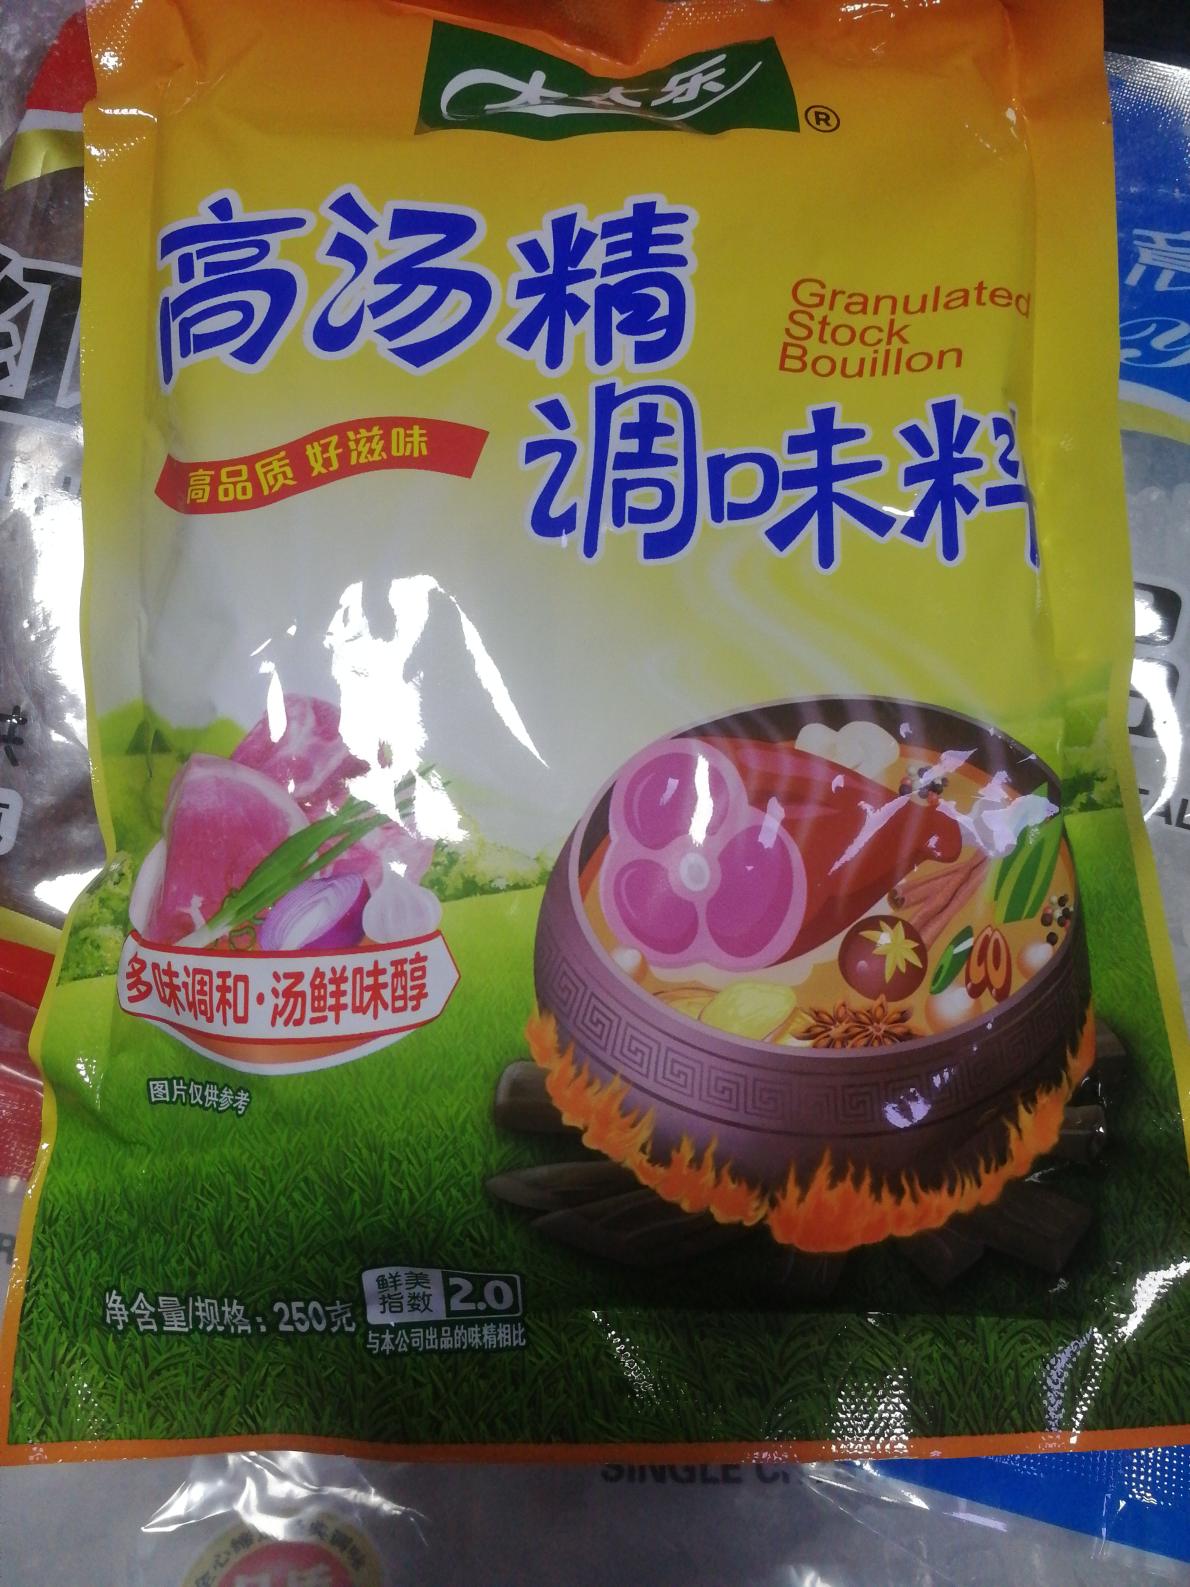 太太乐
®
高汤精
Granulated
Stock
Bouillon
调味料
高品质 好滋味
多味调和·汤鲜味醇
图片仅供参考
净含量/规格：250克
鲜美
指数
2.0
与本公司出品的味精相比